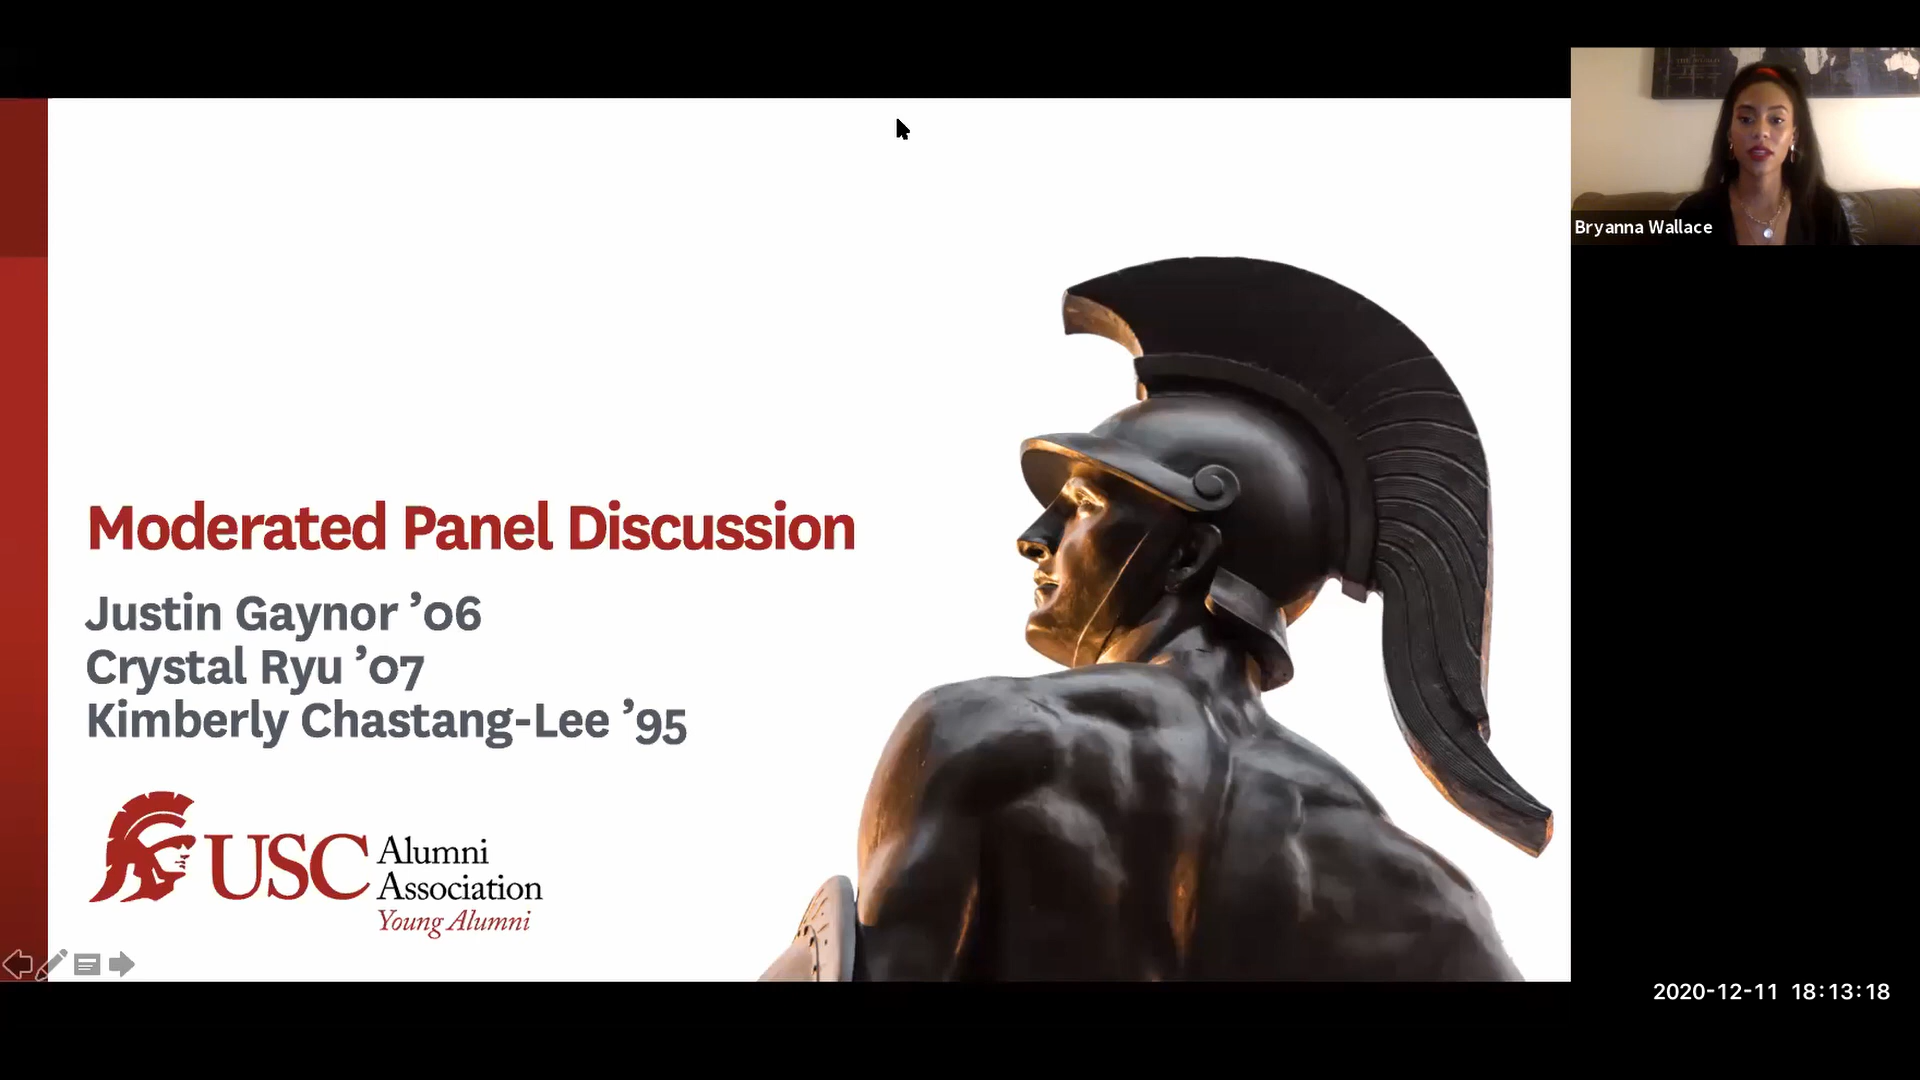 Moderated Panel Discussion
Justin Gaynor ’06
Crystal Ryu ’07
Kimberly Chastang-Lee ’95
USC Alumni
Association
Young Alumni
Bryanna Wallace
2020-12-11 18:13:18